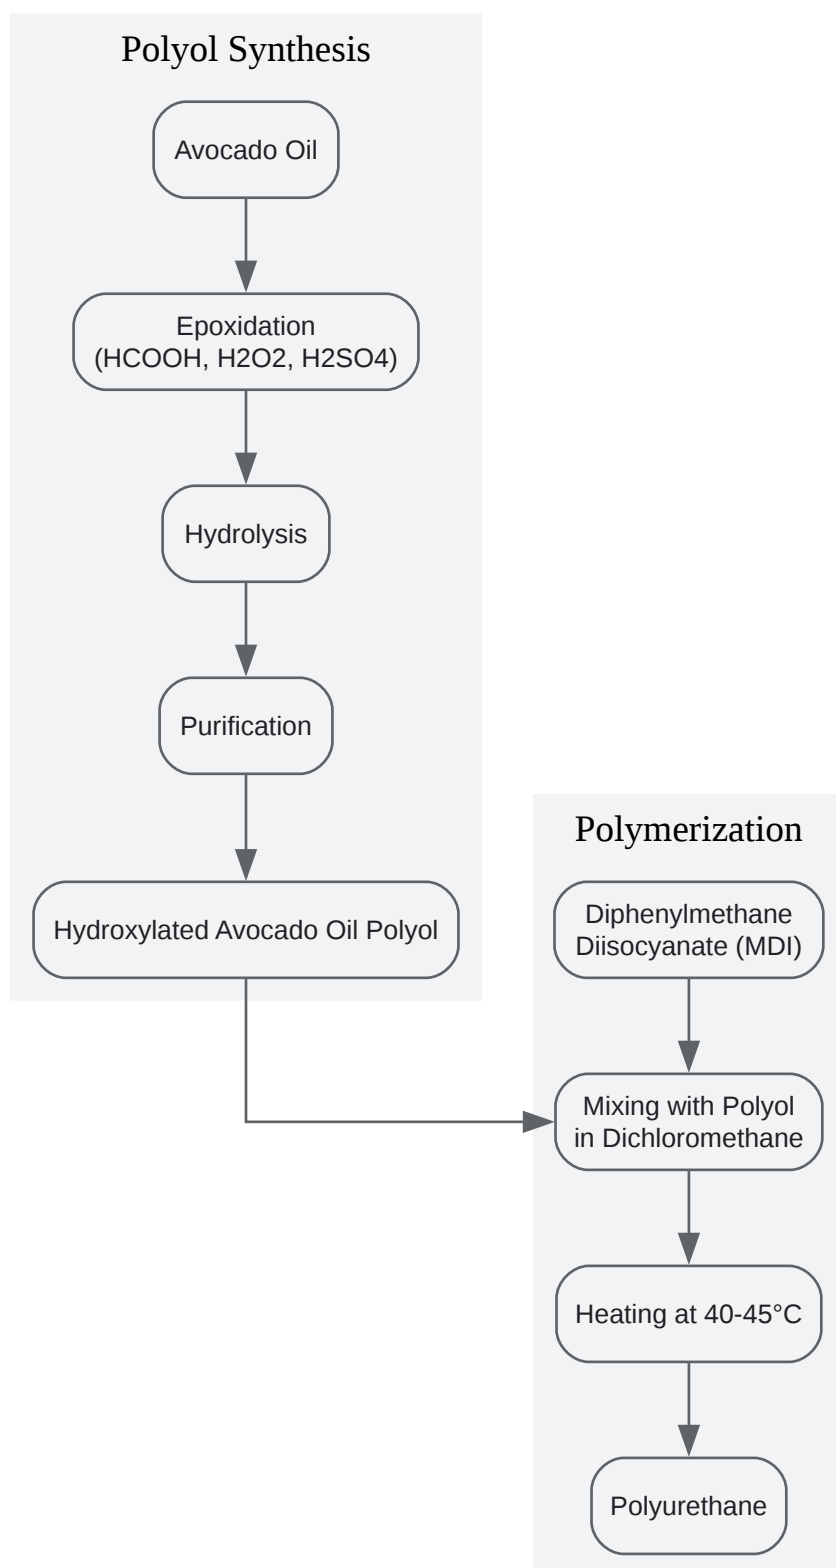 Polyol Synthesis
Avocado Oil
Epoxidation
(HCOOH, H2O2, H2SO4)
Hydrolysis
Purification
Hydroxylated Avocado Oil Polyol
Polymerization
Diphenylmethane
Diisocyanate (MDI)
Mixing with Polyol
in Dichloromethane
Heating at 40-45°C
Polyurethane